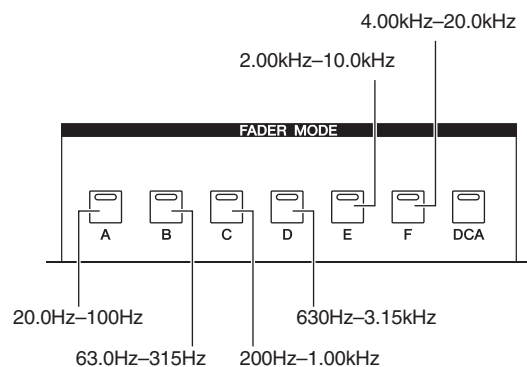 4.00kHz–20.0kHz
2.00kHz–10.0kHz
FADER MODE
A B C D E F DCA
20.0Hz–100Hz 630Hz–3.15kHz
63.0Hz–315Hz 200Hz–1.00kHz